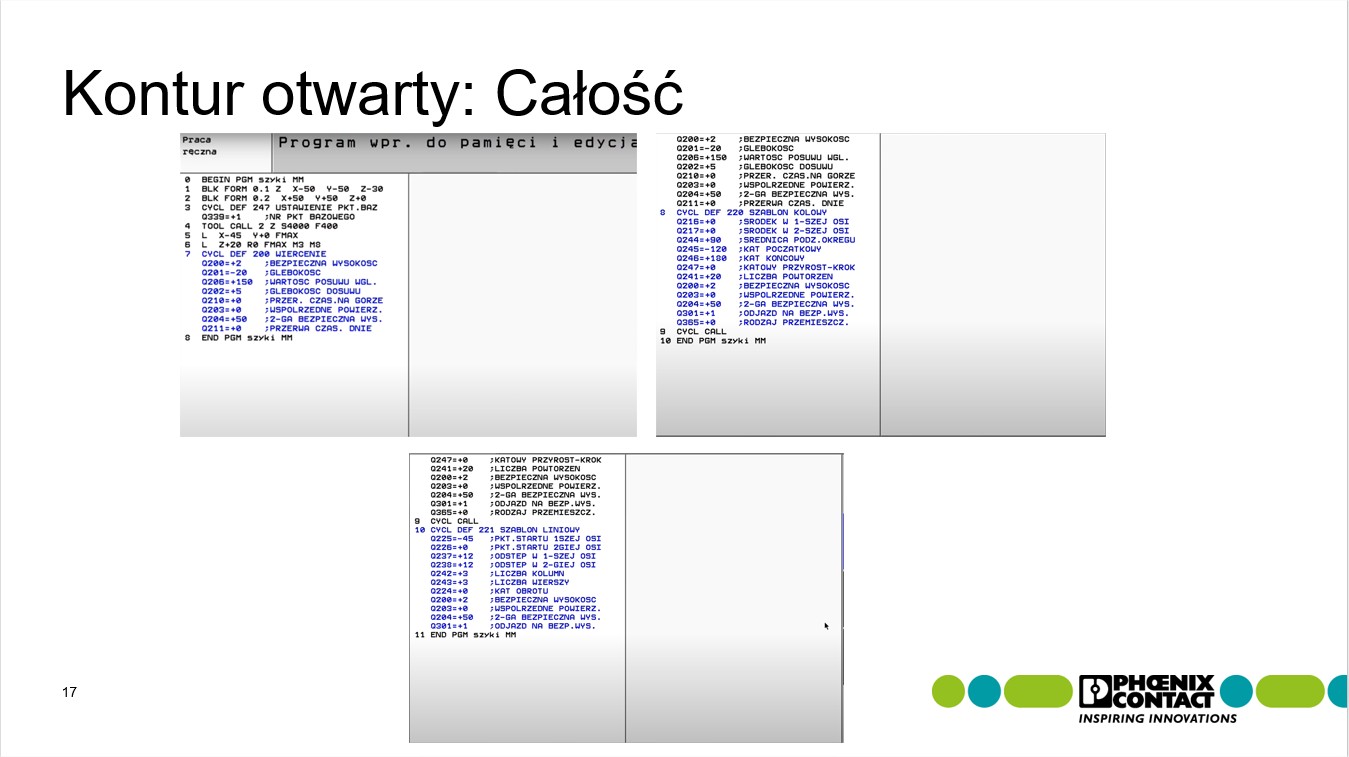 Kontur otwarty: Całość
Praca
ręczna
Program wpr. do pamięci i edycja
0 BEGIN PGM szyki MM
1 BLK FORM 0.1 Z X-50 Y-50 Z-30
2 BLK FORM 0.2 X+50 Y+50 Z+0
3 CYCL DEF 247 USTAWIENIE PKT.BAZ
Q339=+1 ;NR PKT BAZOWEGO
4 TOOL CALL 2 Z S4000 F400
5 L X-45 Y+0 FMAX
6 L Z+20 R0 FMAX M3 M8
7 CYCL DEF 200 WIERCENIE
Q200=+2 ;BEZPIECZNA WYSOKOSC
Q201=-20 ;GLEBOKOSC
Q206=+150 ;WARTOSC POSUWU WGL.
Q202=+5 ;GLEBOKOSC DOSUWU
Q210=+0 ;PRZER. CZAS.NA GORZE
Q203=+0 ;WSPOLRZEDNE POWIERZ.
Q204=+50 ;2-GA BEZPIECZNA WYS.
Q211=+0 ;PRZERWA CZAS. DNIE
8 END PGM szyki MM
Q200=+2 ;BEZPIECZNA WYSOKOSC
Q201=-20 ;GLEBOKOSC
Q206=+150 ;WARTOSC POSUWU WGL.
Q202=+5 ;GLEBOKOSC DOSUWU
Q210=+0 ;PRZER. CZAS.NA GORZE
Q203=+0 ;WSPOLRZEDNE POWIERZ.
Q204=+50 ;2-GA BEZPIECZNA WYS.
Q211=+0 ;PRZERWA CZAS. DNIE
8 CYCL DEF 220 SZABLON KOLOWY
Q216=+0 ;SRODEK W 1-SZEJ OSI
Q217=+0 ;SRODEK W 2-SZEJ OSI
Q244=+90 ;SREDNICA PODZ.OKREGU
Q245=-120 ;KAT POCZATKOWY
Q246=+180 ;KAT KONCOWY
Q247=+0 ;KATOWY PRZYROST-KROK
Q241=+20 ;LICZBA POWTORZEN
Q200=+2 ;BEZPIECZNA WYSOKOSC
Q203=+0 ;WSPOLRZEDNE POWIERZ.
Q204=+50 ;2-GA BEZPIECZNA WYS.
Q301=+1 ;ODJAZD NA BEZP.WYS.
Q365=+0 ;RODZAJ PRZEMIESZCZ.
9 CYCL CALL
10 END PGM szyki MM
Q247=+0 ;KATOWY PRZYROST-KROK
Q241=+20 ;LICZBA POWTORZEN
Q200=+2 ;BEZPIECZNA WYSOKOSC
Q203=+0 ;WSPOLRZEDNE POWIERZ.
Q204=+50 ;2-GA BEZPIECZNA WYS.
Q301=+1 ;ODJAZD NA BEZP.WYS.
Q365=+0 ;RODZAJ PRZEMIESZCZ.
9 CYCL CALL
10 CYCL DEF 221 SZABLON LINIOWY
Q225=-45 ;PKT.STARTU 1SZEJ OSI
Q226=+0 ;PKT.STARTU 2GIEJ OSI
Q237=+12 ;ODSTEP W 1-SZEJ OSI
Q238=+12 ;ODSTEP W 2-GIEJ OSI
Q242=+3 ;LICZBA KOLUMN
Q243=+3 ;LICZBA WIERSZY
Q224=+0 ;KAT OBROTU
Q200=+2 ;BEZPIECZNA WYSOKOSC
Q203=+0 ;WSPOLRZEDNE POWIERZ.
Q204=+50 ;2-GA BEZPIECZNA WYS.
Q301=+1 ;ODJAZD NA BEZP.WYS.
11 END PGM szyki MM
17
PHŒNIX
CONTACT
INSPIRING INNOVATIONS